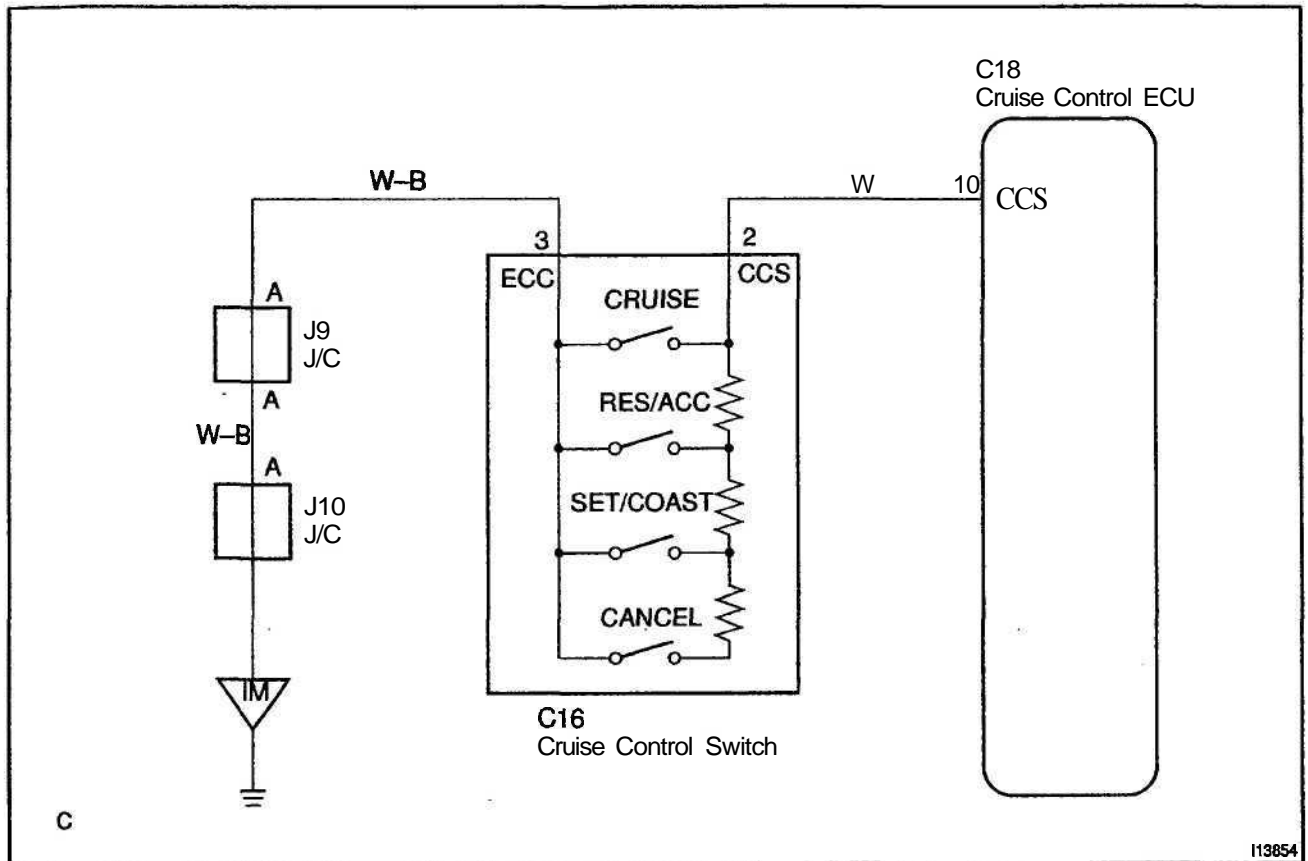 C18
Cruise Control ECU
W-B
W
10
CCS
3
2
ECC
CCS
CRUISE
A
J9
J/C
A
RES/ACC
W-B
A
SET/COAST
J10
J/C
CANCEL
IM
C16
Cruise Control Switch
C
I13854